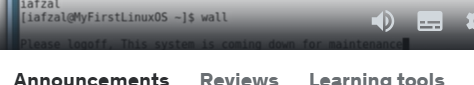 iafzal
[iafzal@MyFirstLinuxOS ~]$ wall
Please logoff. This system is coming down for maintenance
Announcements Reviews Learning tools